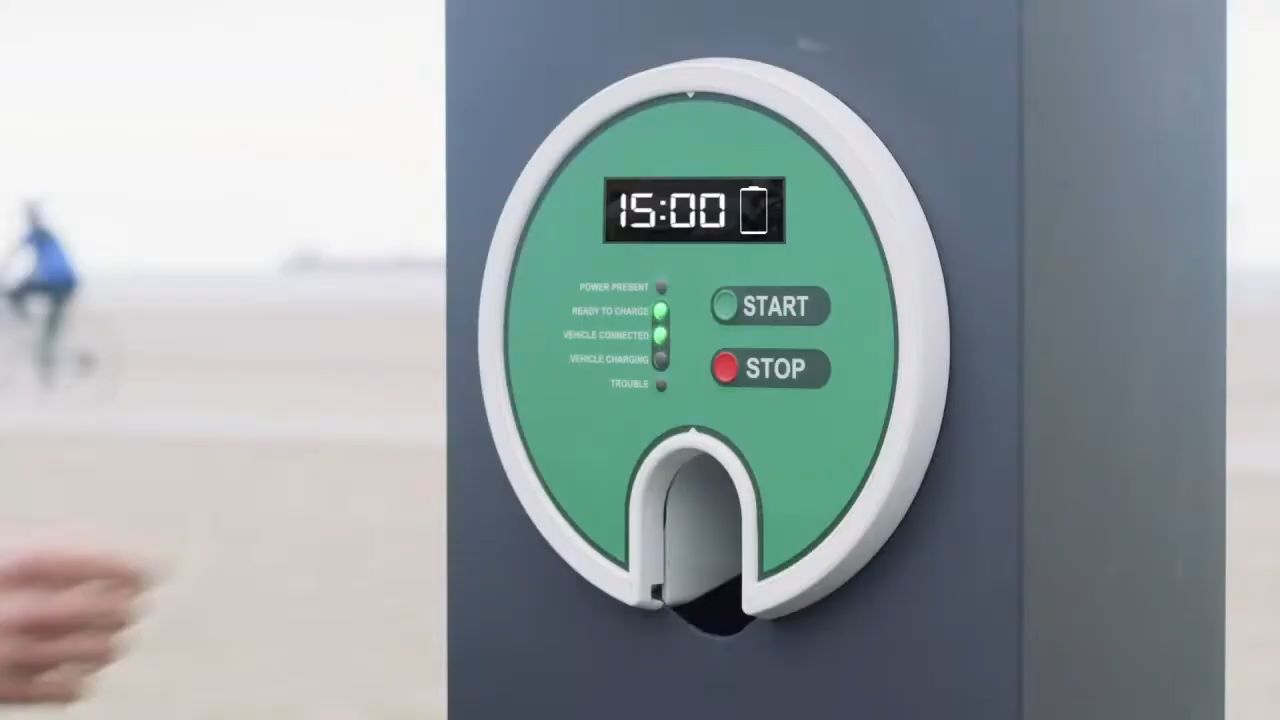 15:00
POWER PRESENT
READY TO CHARGE
VEHICLE CONNECTED
VEHICLE CHARGING
TROUBLE
START
STOP